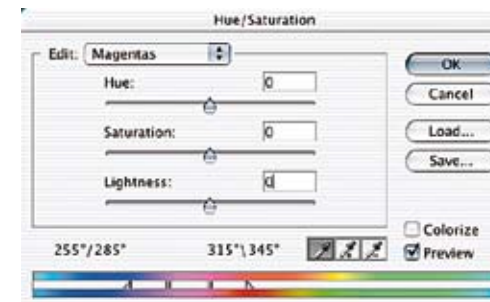 Hue/Saturation
Edit: Magentas
OK
Hue: 0
Cancel
Saturation: 0
Load...
Save...
Lightness: 0
Colorize
255°/285° 315°\345°
Preview